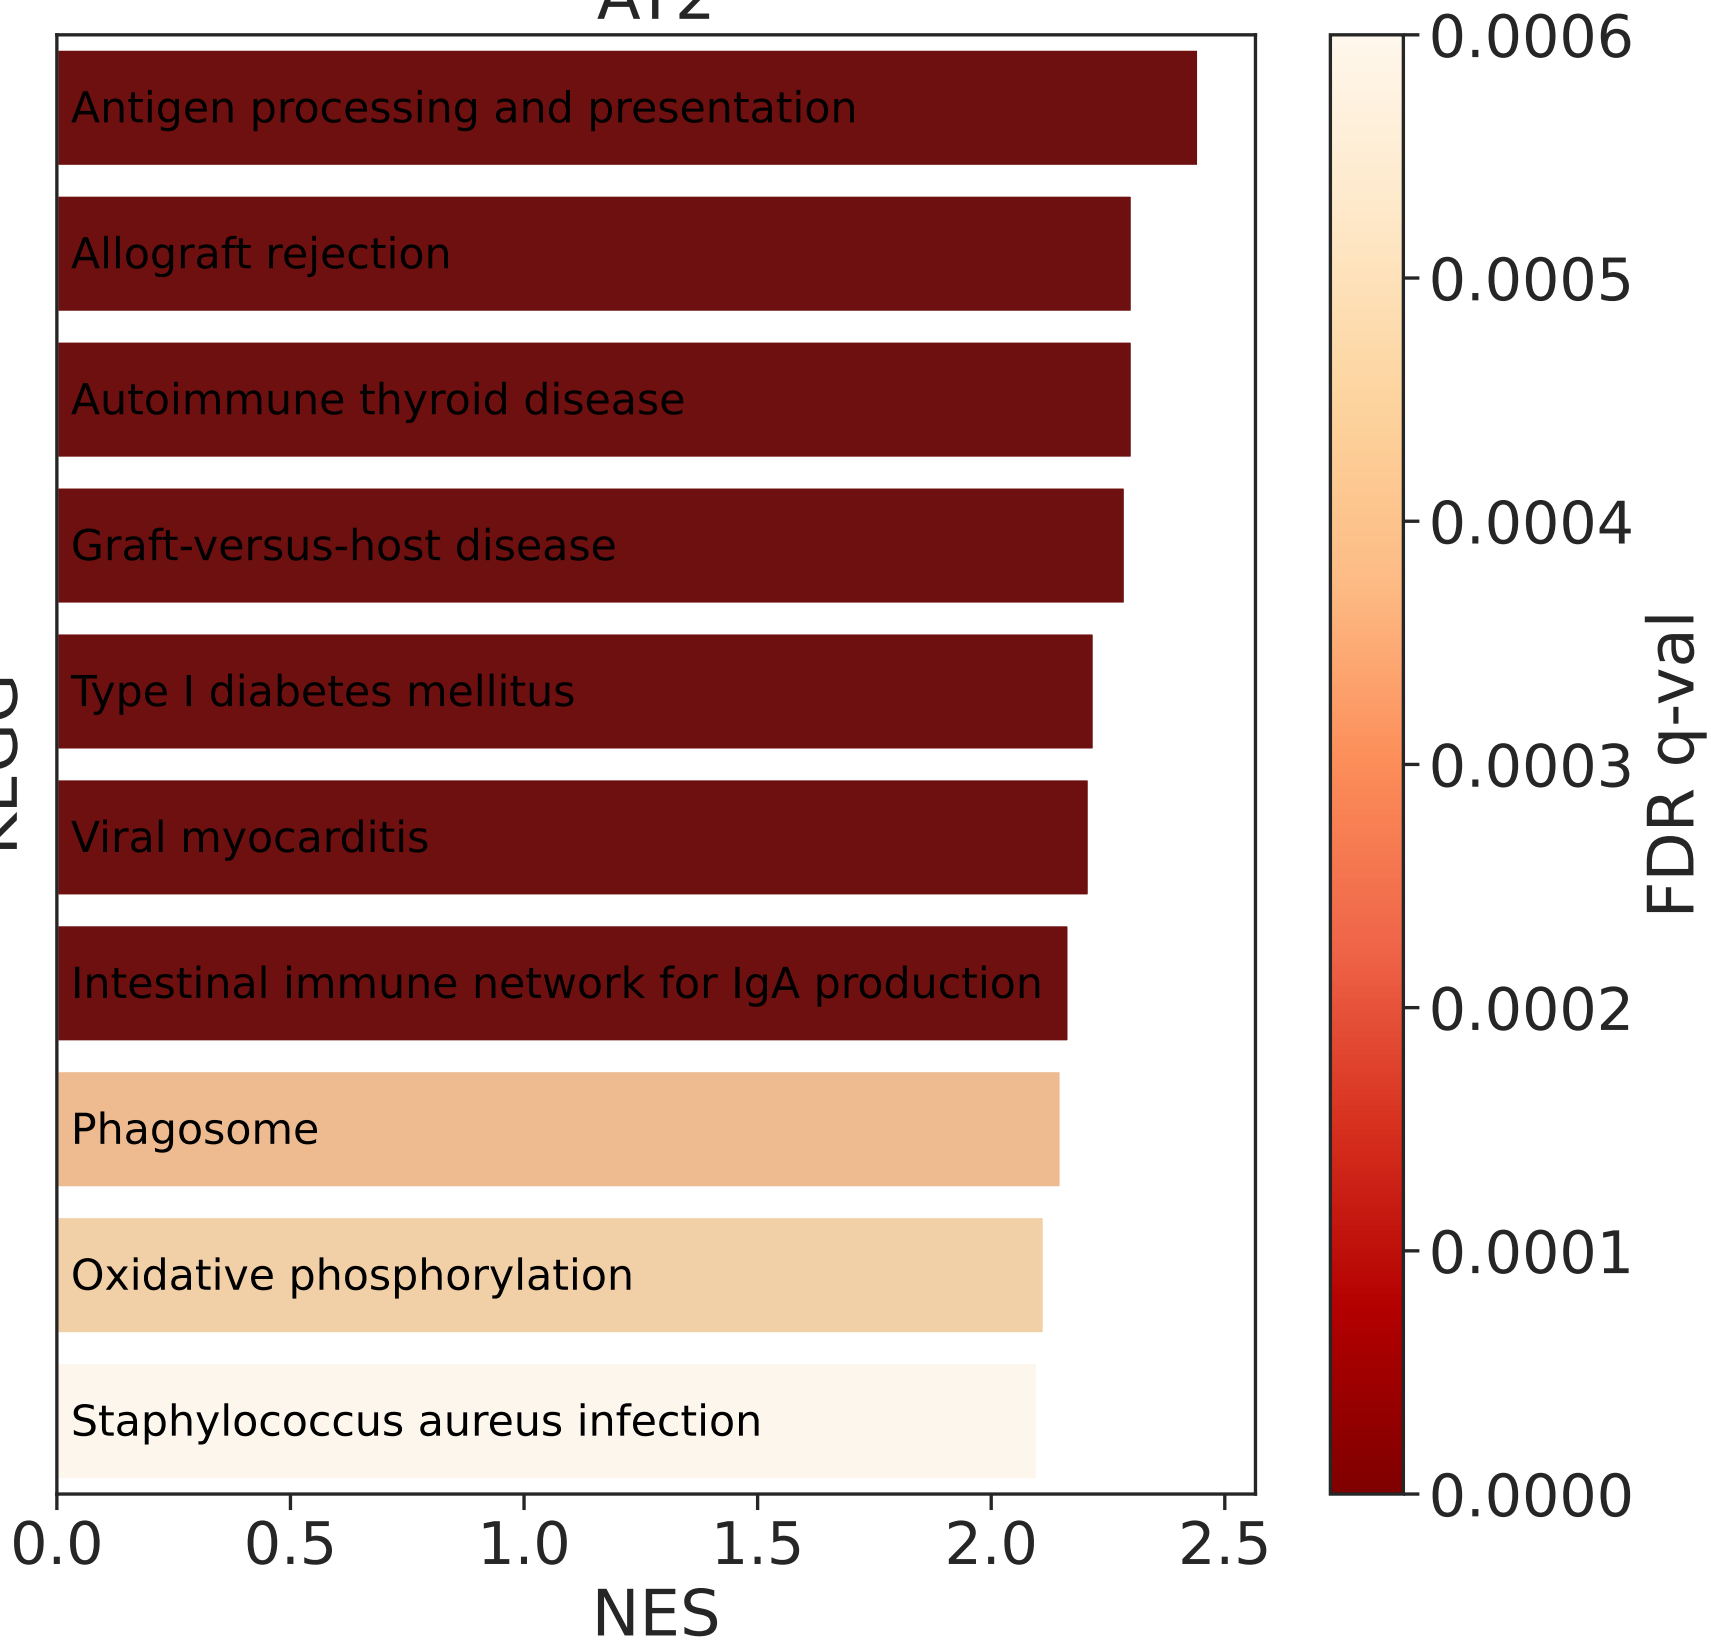 AT2
Antigen processing and presentation
Allograft rejection
Autoimmune thyroid disease
Graft-versus-host disease
Type I diabetes mellitus
Viral myocarditis
Intestinal immune network for IgA production
Phagosome
Oxidative phosphorylation
Staphylococcus aureus infection
KEGG
0.0
0.5
1.0
1.5
2.0
2.5
NES
0.0006
0.0005
0.0004
0.0003
0.0002
0.0001
0.0000
FDR q-val